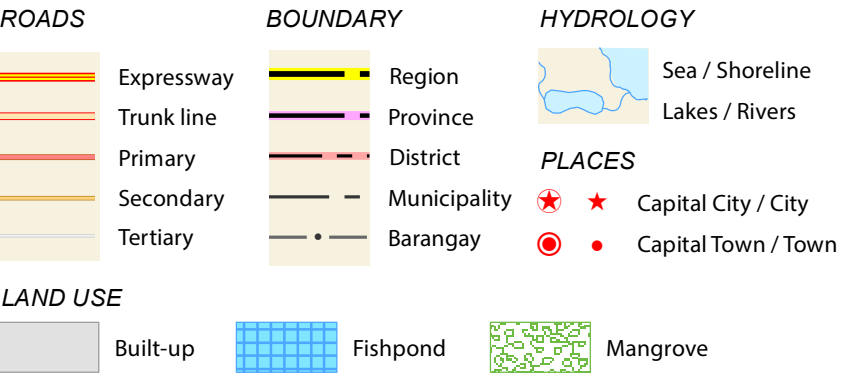 ROADS
Expressway
Trunk line
Primary
Secondary
Tertiary
BOUNDARY
Region
Province
District
Municipality
Barangay
HYDROLOGY
Sea / Shoreline
Lakes / Rivers
PLACES
Capital City / City
Capital Town / Town
LAND USE
Built-up
Fishpond
Mangrove